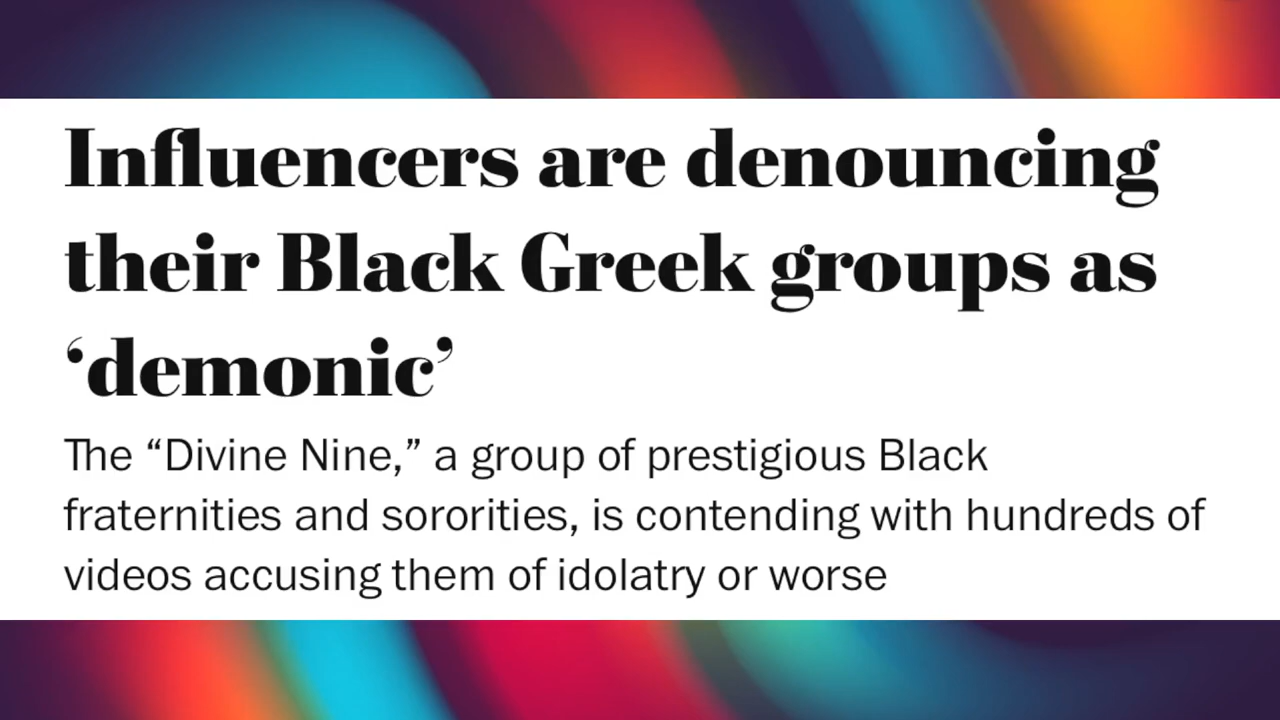 Influencers are denouncing
their Black Greek groups as
‘demonic’
The “Divine Nine,” a group of prestigious Black
fraternities and sororities, is contending with hundreds of
videos accusing them of idolatry or worse